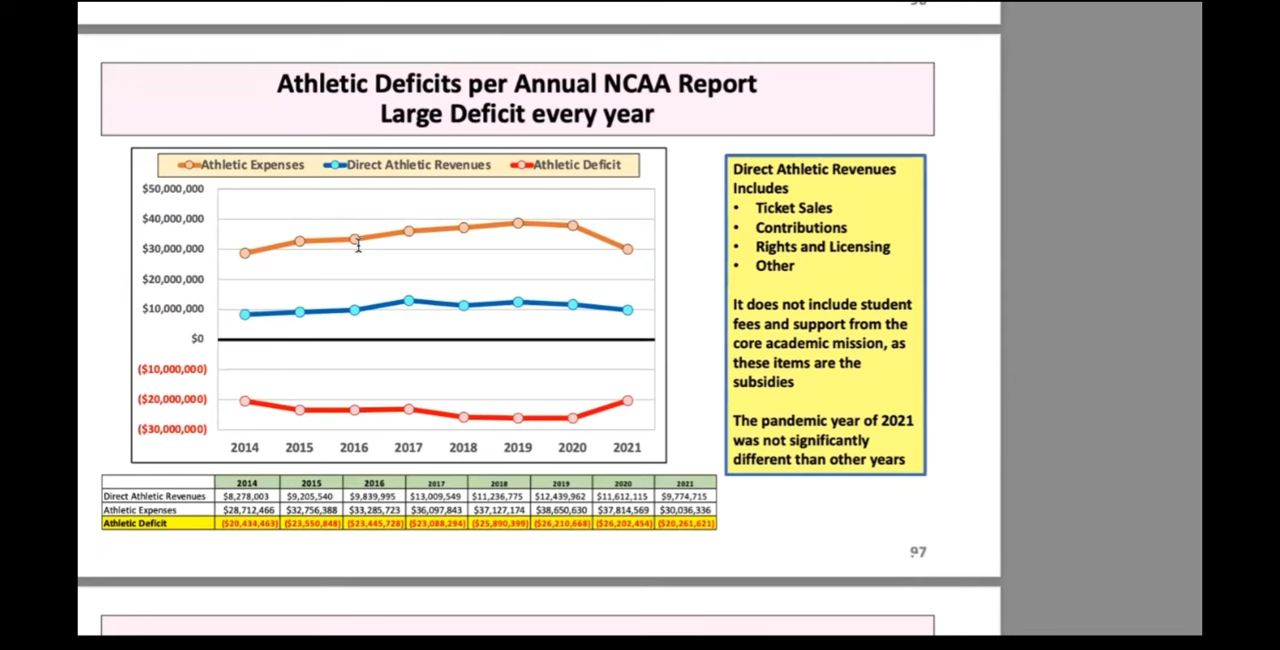 Athletic Deficits per Annual NCAA Report
Large Deficit every year
Athletic Expenses Direct Athletic Revenues Athletic Deficit
$50,000,000
$40,000,000
$30,000,000
$20,000,000
$10,000,000
$0
($10,000,000)
($20,000,000)
($30,000,000)
2014 2015 2016 2017 2018 2019 2020 2021
Direct Athletic Revenues
Includes
• Ticket Sales
• Contributions
• Rights and Licensing
• Other
It does not include student
fees and support from the
core academic mission, as
these items are the
subsidies
The pandemic year of 2021
was not significantly
different than other years
2014 2015 2016 2017 2018 2019 2020 2021
Direct Athletic Revenues $8,278,003 $9,205,540 $9,839,995 $13,009,549 $11,236,775 $12,439,962 $11,612,115 $9,774,715
Athletic Expenses $28,712,466 $32,756,388 $33,285,723 $36,097,843 $37,127,174 $38,650,630 $37,814,569 $30,036,336
Athletic Deficit ($20,434,463) ($23,550,848) ($23,445,728) ($23,088,294) ($25,890,399) ($26,210,668) ($26,202,454) ($20,261,621)
97